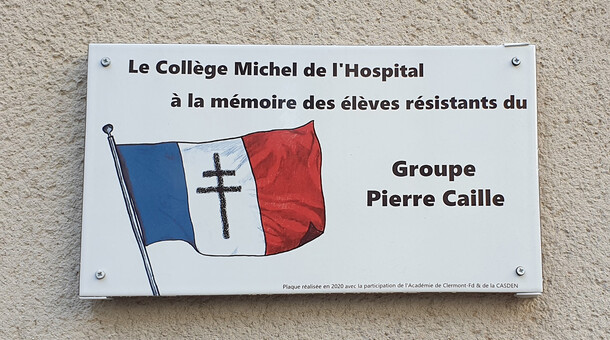 Le Collège Michel de l'Hospital
à la mémoire des élèves résistants du
Groupe
Pierre Caille
Plaque réalisée en 2020 avec la participation de l'Académie de Clermont-Fd & de la CASDEN